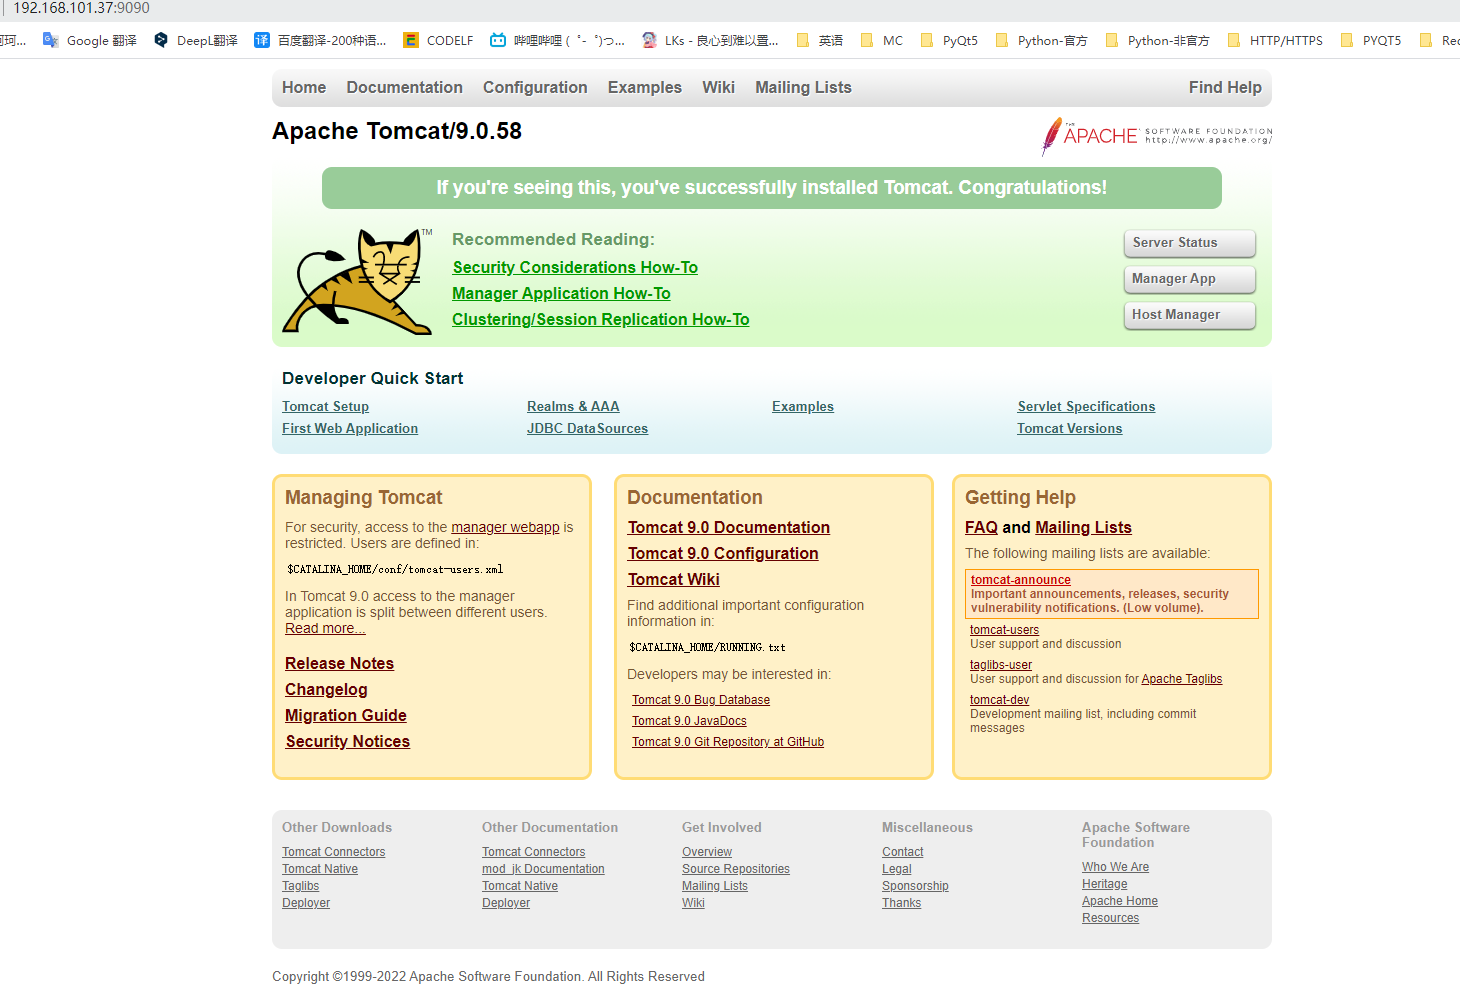 192.168.101.37:9090
Google 翻译 DeepL翻译 百度翻译-200种语... CODELF 哔哩哔哩 ( ゜- ゜)つ... LKs - 良心到难以置... 英语 MC PyQt5 Python-官方 Python-非官方 HTTP/HTTPS PYQT5
Home Documentation Configuration Examples Wiki Mailing Lists Find Help
Apache Tomcat/9.0.58
THE APACHE SOFTWARE FOUNDATION
http://www.apache.org/
If you're seeing this, you've successfully installed Tomcat. Congratulations!
TM
Recommended Reading:
Security Considerations How-To
Manager Application How-To
Clustering/Session Replication How-To
Server Status
Manager App
Host Manager
Developer Quick Start
Tomcat Setup
First Web Application
Realms & AAA
JDBC DataSources
Examples
Servlet Specifications
Tomcat Versions
Managing Tomcat
For security, access to the manager webapp is
restricted. Users are defined in:
$CATALINA_HOME/conf/tomcat-users.xml
In Tomcat 9.0 access to the manager
application is split between different users.
Read more...
Release Notes
Changelog
Migration Guide
Security Notices
Documentation
Tomcat 9.0 Documentation
Tomcat 9.0 Configuration
Tomcat Wiki
Find additional important configuration
information in:
$CATALINA_HOME/RUNNING.txt
Developers may be interested in:
Tomcat 9.0 Bug Database
Tomcat 9.0 JavaDocs
Tomcat 9.0 Git Repository at GitHub
Getting Help
FAQ and Mailing Lists
The following mailing lists are available:
tomcat-announce
Important announcements, releases, security
vulnerability notifications. (Low volume).
tomcat-users
User support and discussion
taglibs-user
User support and discussion for Apache Taglibs
tomcat-dev
Development mailing list, including commit
messages
Other Downloads
Tomcat Connectors
Tomcat Native
Taglibs
Deployer
Other Documentation
Tomcat Connectors
mod_jk Documentation
Tomcat Native
Deployer
Get Involved
Overview
Source Repositories
Mailing Lists
Wiki
Miscellaneous
Contact
Legal
Sponsorship
Thanks
Apache Software
Foundation
Who We Are
Heritage
Apache Home
Resources
Copyright ©1999-2022 Apache Software Foundation. All Rights Reserved